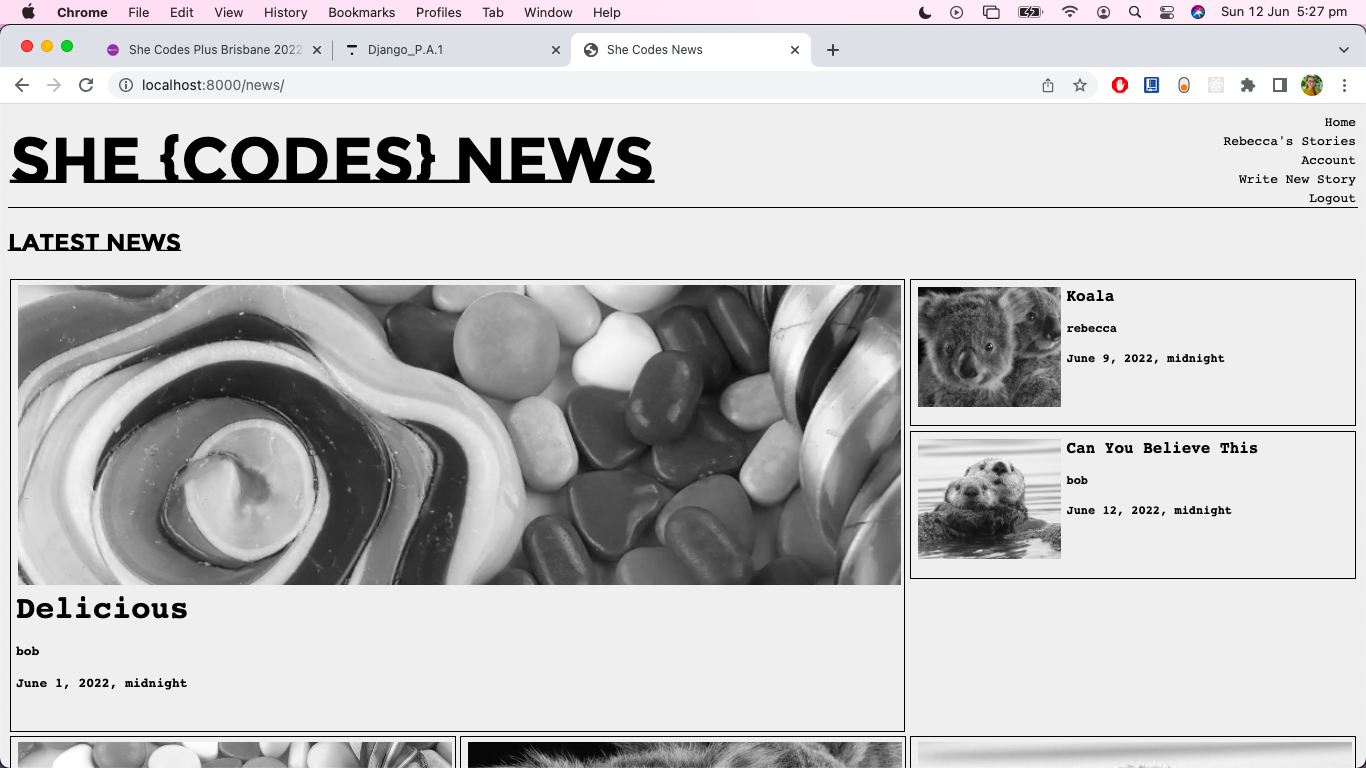 Chrome File Edit View History Bookmarks Profiles Tab Window Help Sun 12 Jun 5:27 pm
She Codes Plus Brisbane 2022 Django_P.A.1 She Codes News
localhost:8000/news/
SHE {CODES} NEWS
Home
Rebecca's Stories
Account
Write New Story
Logout
LATEST NEWS
Delicious
bob
June 1, 2022, midnight
Koala
rebecca
June 9, 2022, midnight
Can You Believe This
bob
June 12, 2022, midnight